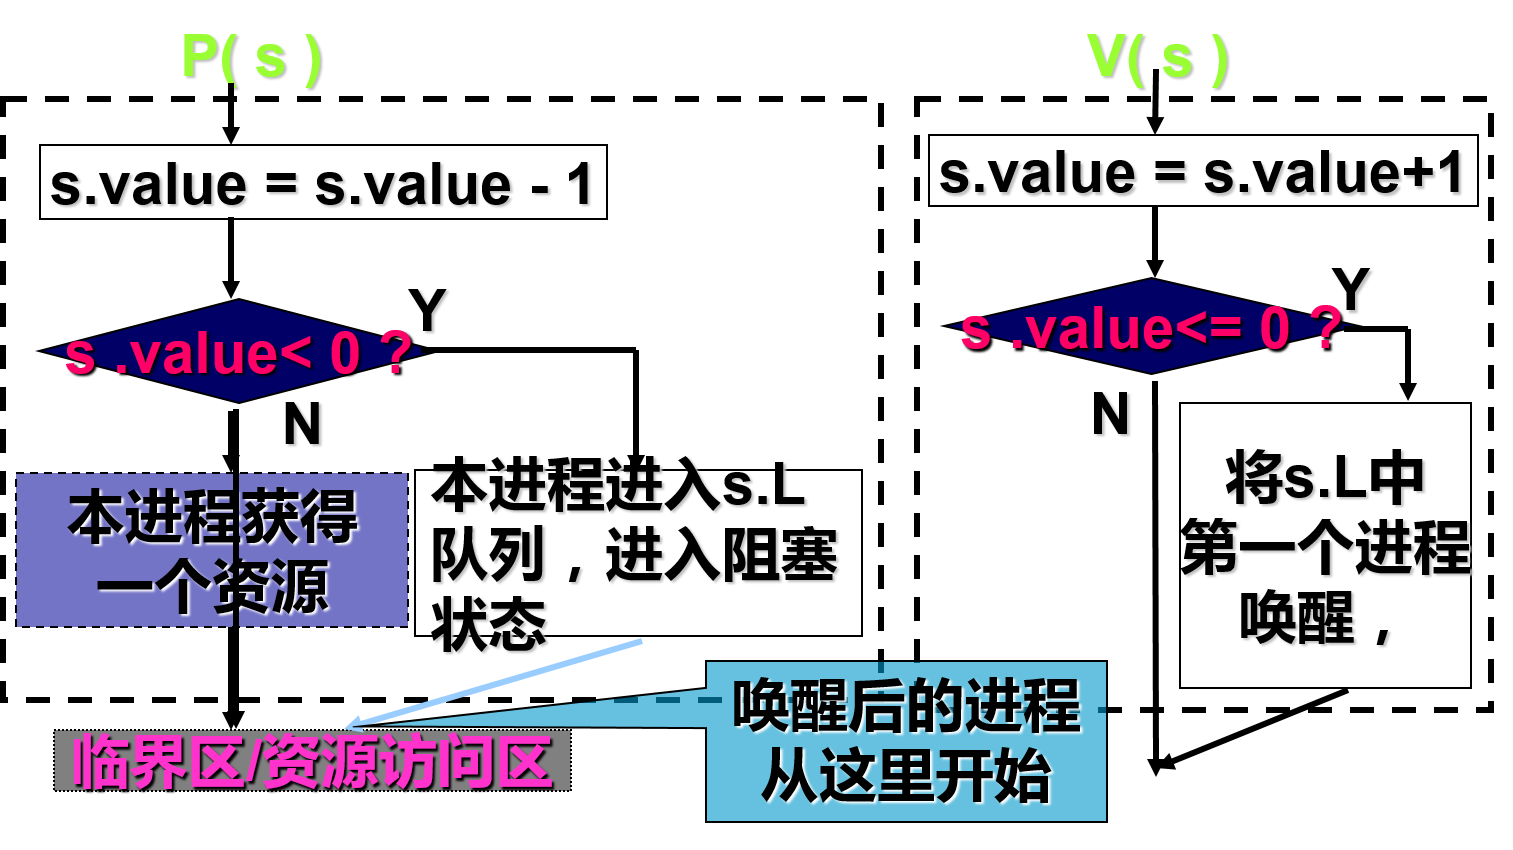 P( s )
s.value = s.value - 1
s .value< 0 ?
Y
N
本进程获得
一个资源
本进程进入s.L
队列，进入阻塞
状态
临界区/资源访问区
唤醒后的进程
从这里开始
V( s )
s.value = s.value+1
s .value<= 0 ?
Y
N
将s.L中
第一个进程
唤醒，